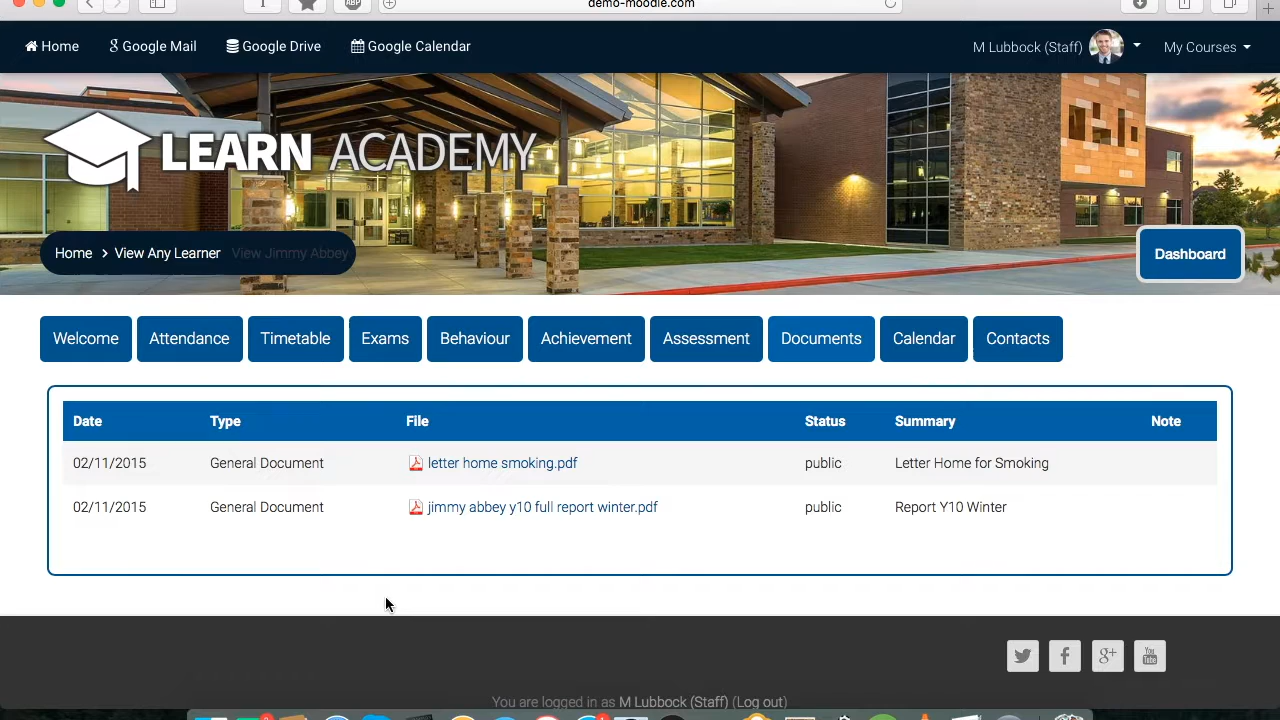 demo-moodle.com
Home Google Mail Google Drive Google Calendar M Lubbock (Staff) My Courses
LEARN ACADEMY
Home > View Any Learner View Jimmy Abbey
Dashboard
Welcome Attendance Timetable Exams Behaviour Achievement Assessment Documents Calendar Contacts
Date Type File Status Summary Note
02/11/2015 General Document letter home smoking.pdf public Letter Home for Smoking
02/11/2015 General Document jimmy abbey y10 full report winter.pdf public Report Y10 Winter
You are logged in as M Lubbock (Staff) (Log out)